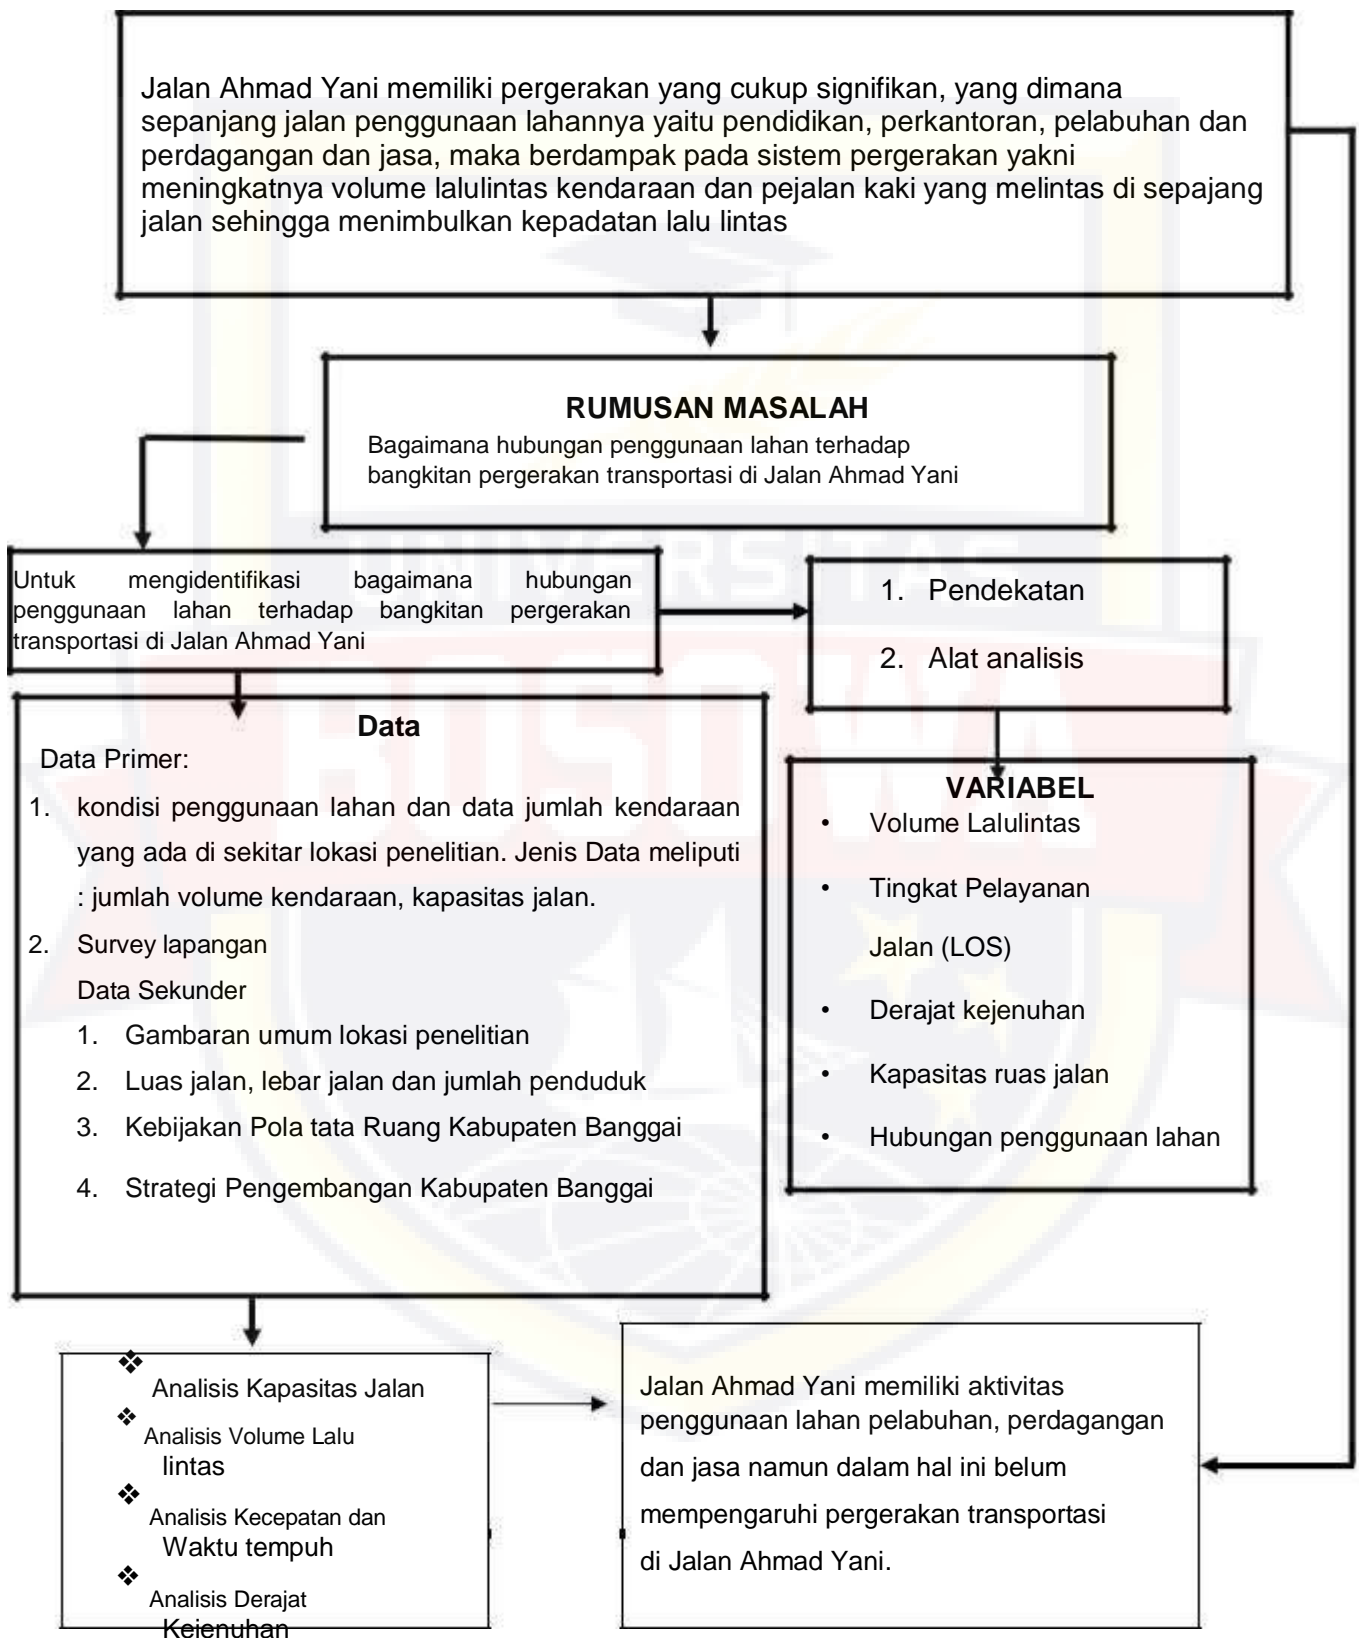 Jalan Ahmad Yani memiliki pergerakan yang cukup signifikan, yang dimana
sepanjang jalan penggunaan lahannya yaitu pendidikan, perkantoran, pelabuhan dan
perdagangan dan jasa, maka berdampak pada sistem pergerakan yakni
meningkatnya volume lalulintas kendaraan dan pejalan kaki yang melintas di sepajang
jalan sehingga menimbulkan kepadatan lalu lintas
RUMUSAN MASALAH
Bagaimana hubungan penggunaan lahan terhadap
bangkitan pergerakan transportasi di Jalan Ahmad Yani
Untuk mengidentifikasi bagaimana hubungan
penggunaan lahan terhadap bangkitan pergerakan
transportasi di Jalan Ahmad Yani
1. Pendekatan
2. Alat analisis
Data
Data Primer:
1. kondisi penggunaan lahan dan data jumlah kendaraan
yang ada di sekitar lokasi penelitian. Jenis Data meliputi
: jumlah volume kendaraan, kapasitas jalan.
2. Survey lapangan
Data Sekunder
1. Gambaran umum lokasi penelitian
2. Luas jalan, lebar jalan dan jumlah penduduk
3. Kebijakan Pola tata Ruang Kabupaten Banggai
4. Strategi Pengembangan Kabupaten Banggai
VARIABEL
• Volume Lalulintas
• Tingkat Pelayanan
Jalan (LOS)
• Derajat kejenuhan
• Kapasitas ruas jalan
• Hubungan penggunaan lahan
❖ Analisis Kapasitas Jalan
❖ Analisis Volume Lalu
lintas
❖ Analisis Kecepatan dan
Waktu tempuh
❖ Analisis Derajat
Kejenuhan
Jalan Ahmad Yani memiliki aktivitas
penggunaan lahan pelabuhan, perdagangan
dan jasa namun dalam hal ini belum
mempengaruhi pergerakan transportasi
di Jalan Ahmad Yani.
UNIVERSITAS
BOSOWA